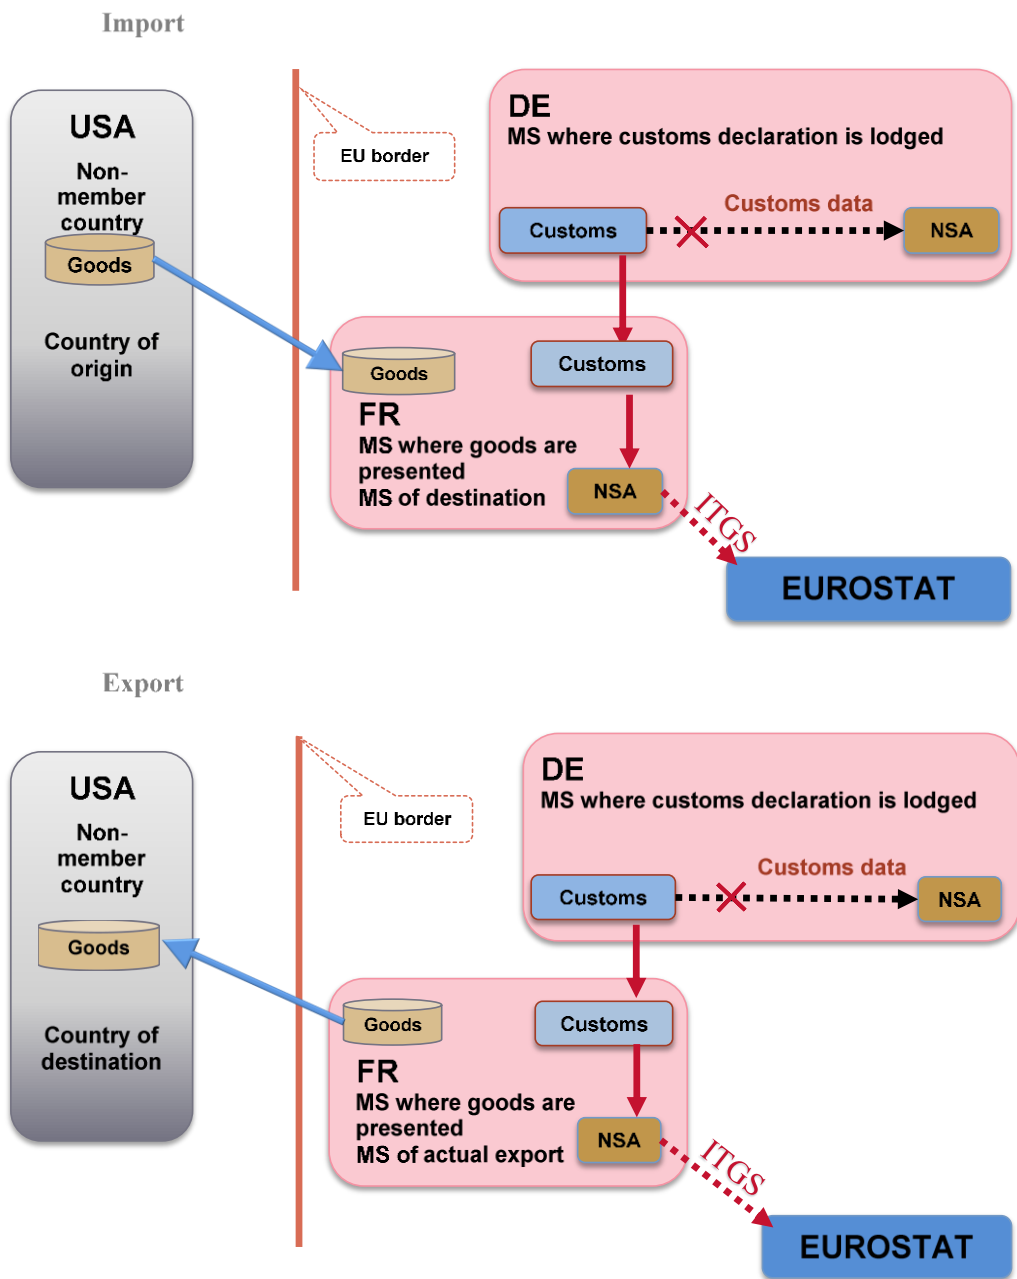 Import
USA
Non-
member
country
Goods
Country of
origin
EU border
DE
MS where customs declaration is lodged
Customs data
Customs
NSA
Goods
Customs
FR
MS where goods are
presented
MS of destination
NSA
ITGS
EUROSTAT
Export
USA
Non-
member
country
Goods
Country of
destination
EU border
DE
MS where customs declaration is lodged
Customs data
Customs
NSA
Goods
Customs
FR
MS where goods are
presented
MS of actual export
NSA
ITGS
EUROSTAT